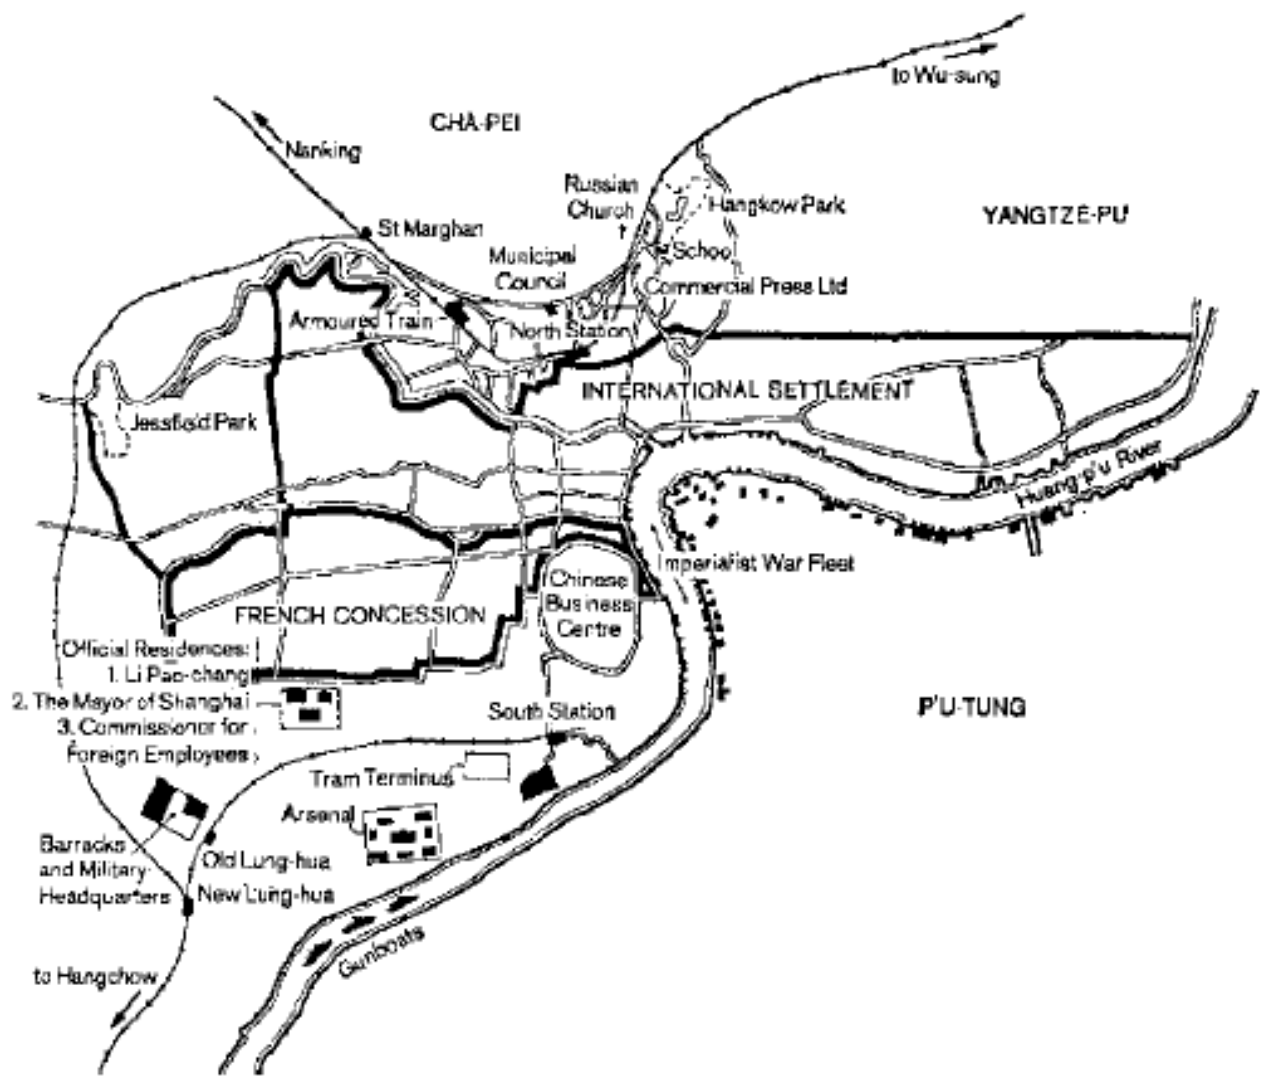 to Wu-sung
CHA-PEI
Nanking
Russian
Church
Hangkow Park
YANGTZE-PU
St Marghan
School
Municipal
Council
Commercial Press Ltd
Armoured Train
North Station
INTERNATIONAL SETTLEMENT
Jessfield Park
Huang-p'u River
Imperialist War Fleet
Chinese
Business
Centre
FRENCH CONCESSION
Official Residences:
1. Li Pao-chang
2. The Mayor of Shanghai
3. Commissioner for
Foreign Employees
South Station
P'U-TUNG
Tram Terminus
Arsenal
Barracks
and Military
Headquarters
Old Lung-hua
New Lung-hua
Gunboats
to Hangchow